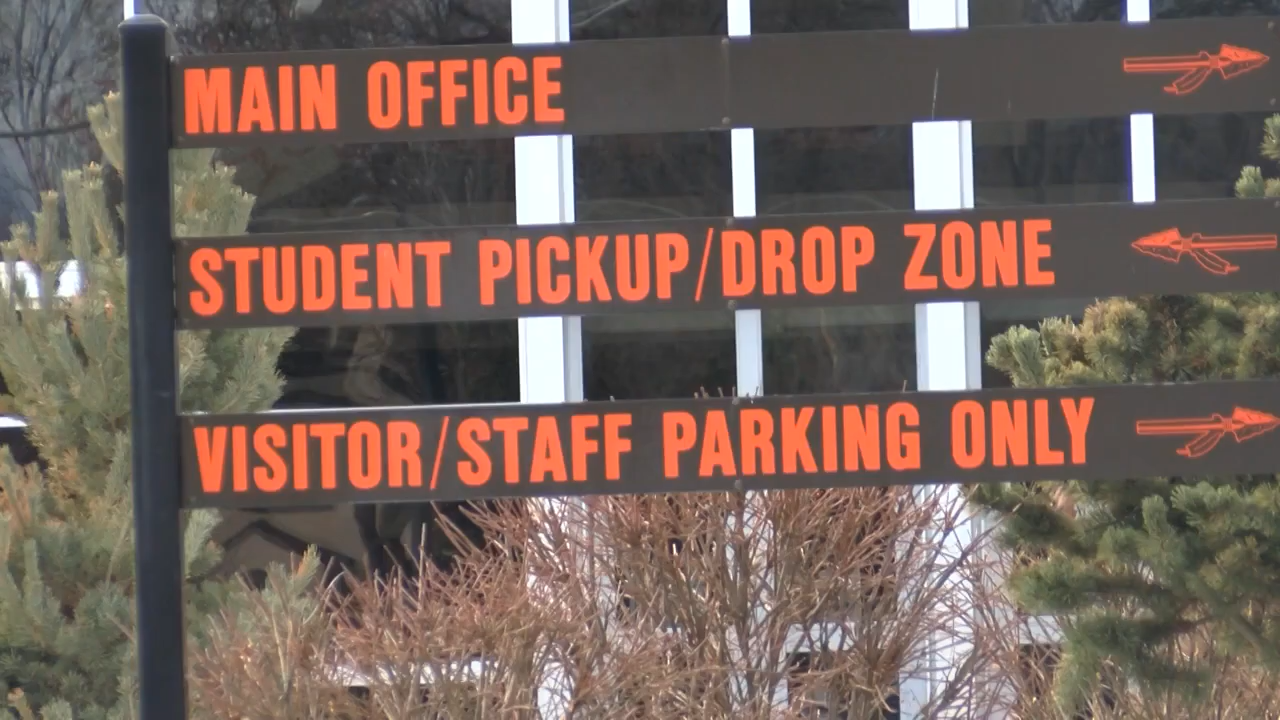 MAIN OFFICE
STUDENT PICKUP/DROP ZONE
VISITOR/STAFF PARKING ONLY